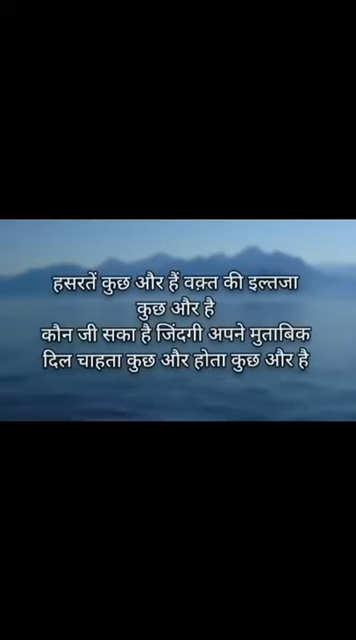 हसरतें कुछ और हैं वक़्त की इल्तजा
कुछ और है
कौन जी सका है जिंदगी अपने मुताबिक
दिल चाहता कुछ और होता कुछ और है